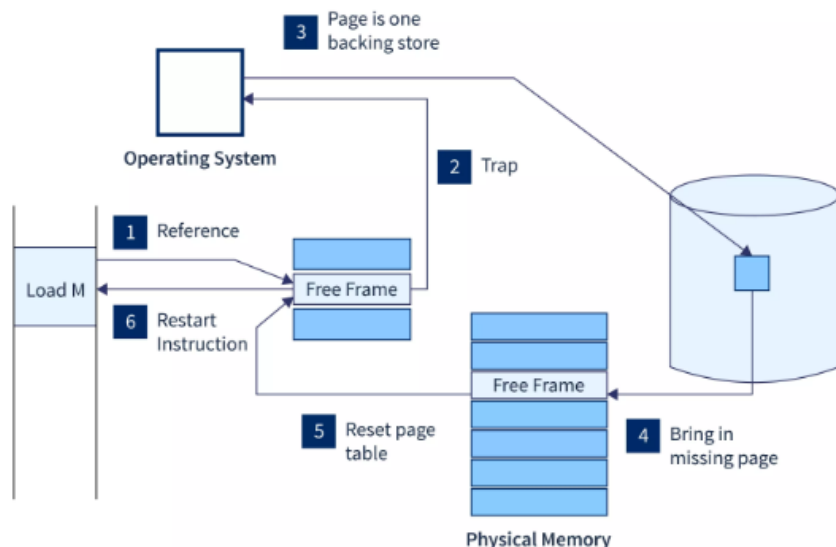 3 Page is one
backing store
Operating System
2 Trap
1 Reference
Load M
Free Frame
6 Restart
Instruction
Free Frame
5 Reset page
table
4 Bring in
missing page
Physical Memory